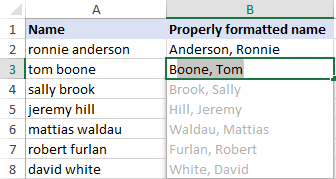 A B
1 Name Properly formatted name
2 ronnie anderson Anderson, Ronnie
3 tom boone Boone, Tom
4 sally brook Brook, Sally
5 jeremy hill Hill, Jeremy
6 mattias waldau Waldau, Mattias
7 robert furlan Furlan, Robert
8 david white White, David